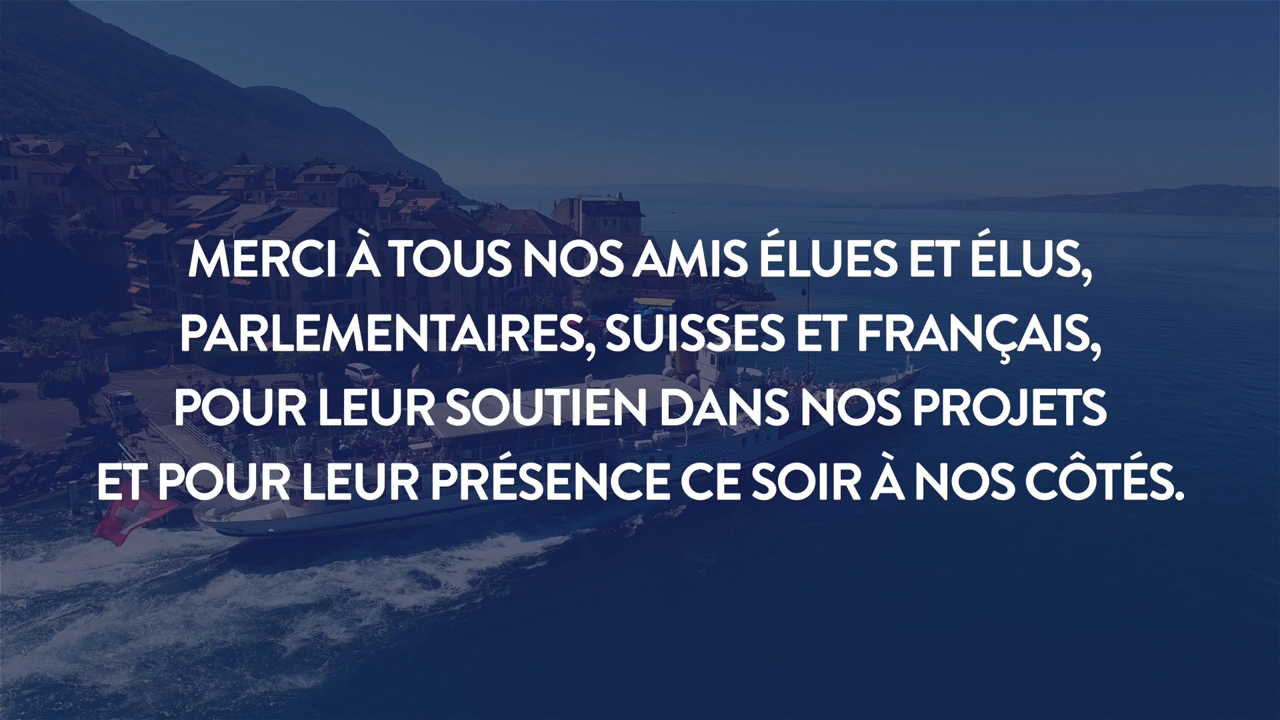 MERCI À TOUS NOS AMIS ÉLUES ET ÉLUS,
PARLEMENTAIRES, SUISSES ET FRANÇAIS,
POUR LEUR SOUTIEN DANS NOS PROJETS
ET POUR LEUR PRÉSENCE CE SOIR À NOS CÔTÉS.